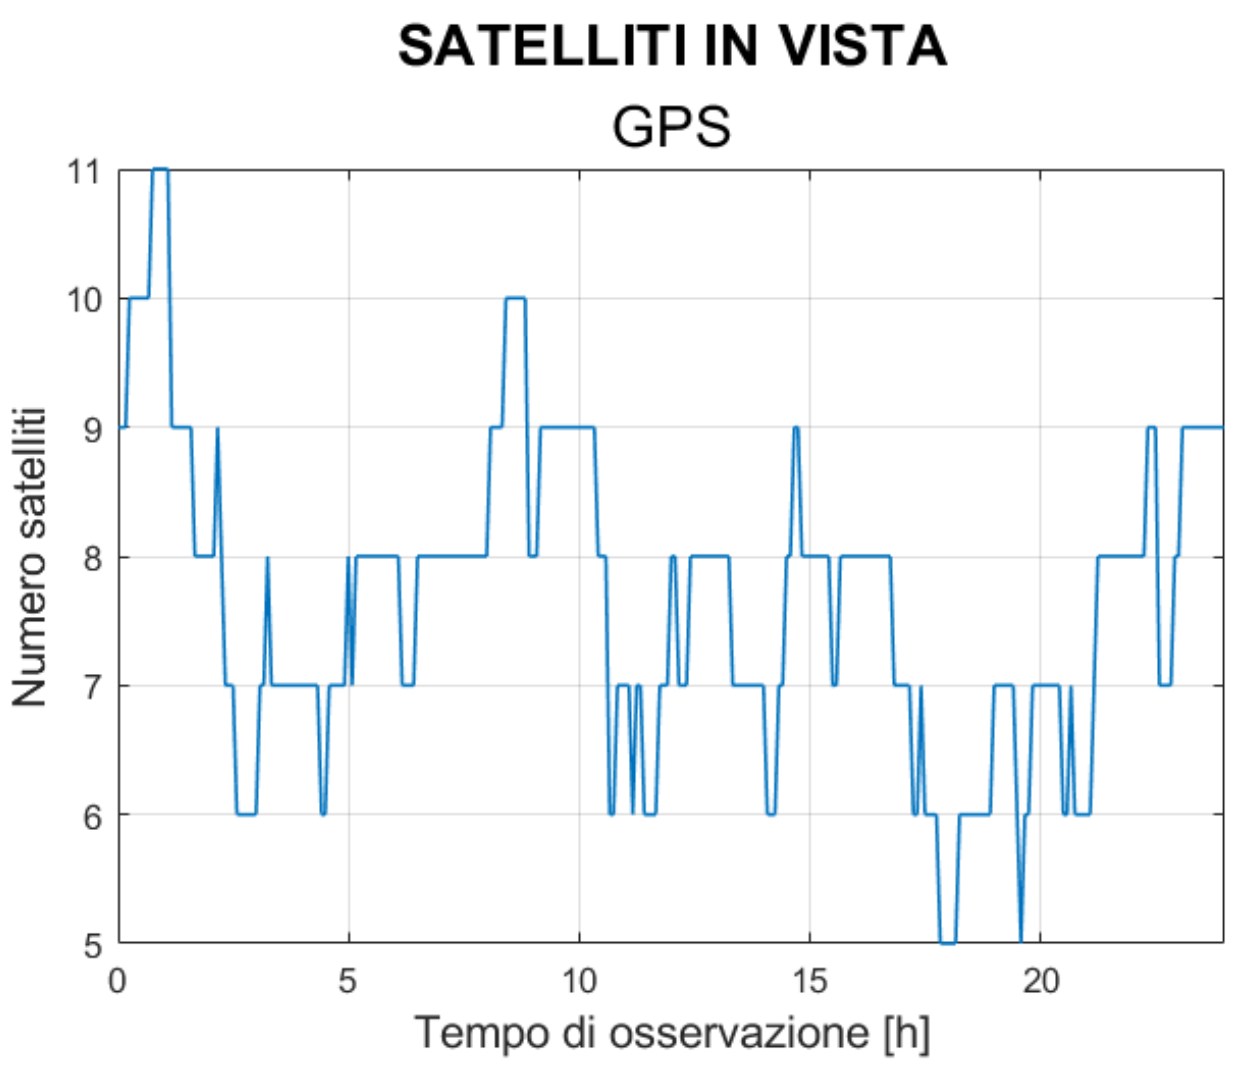 SATELLITI IN VISTA
GPS
Numero satelliti
11
10
9
8
7
6
5
0 5 10 15 20
Tempo di osservazione [h]